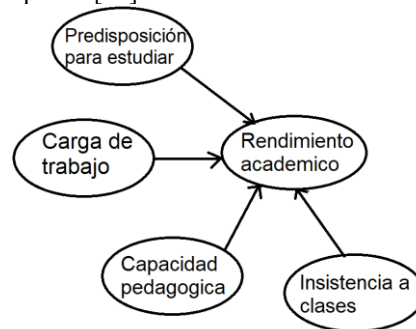 Predisposición
para estudiar
Carga de
trabajo
Rendimiento
academico
Capacidad
pedagogica
Insistencia a
clases